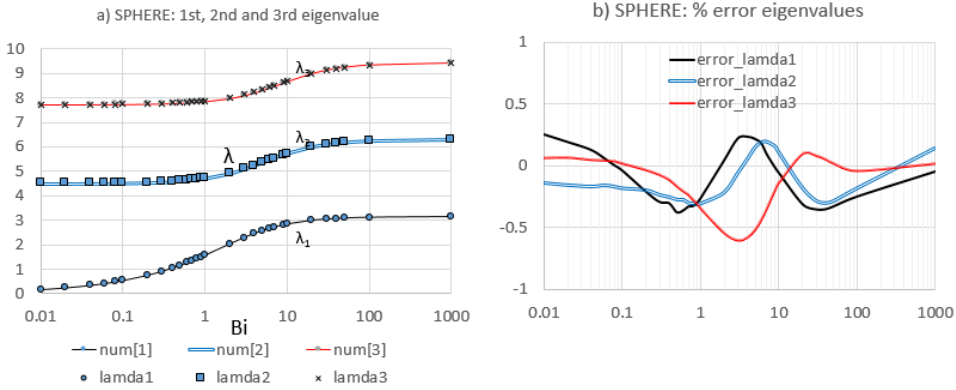 a) SPHERE: 1st, 2nd and 3rd eigenvalue
10
9
8
7
6
5
4
3
2
1
0
λ3
λ2
λ
λ1
0.01 0.1 1 10 100 1000
Bi
num[1] num[2] num[3]
lamda1 lamda2 lamda3
b) SPHERE: % error eigenvalues
1
0.5
0
-0.5
-1
error_lamda1
error_lamda2
error_lamda3
0.01 0.1 1 10 100 1000